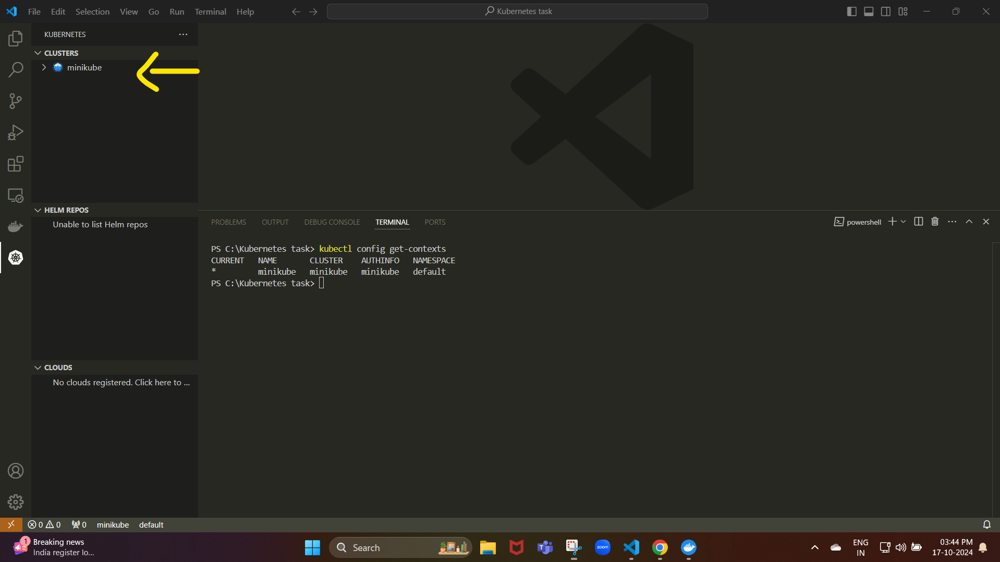 File Edit Selection View Go Run Terminal Help
Kubernetes task
KUBERNETES
CLUSTERS
minikube
HELM REPOS
Unable to list Helm repos
CLOUDS
No clouds registered. Click here to ...
PROBLEMS OUTPUT DEBUG CONSOLE TERMINAL PORTS
powershell
PS C:\Kubernetes task> kubectl config get-contexts
CURRENT NAME CLUSTER AUTHINFO NAMESPACE
* minikube minikube minikube default
PS C:\Kubernetes task>
0 0 0 minikube default
1
Breaking news
India register lo...
Search
T
zoom
ENG
IN
03:44 PM
17-10-2024